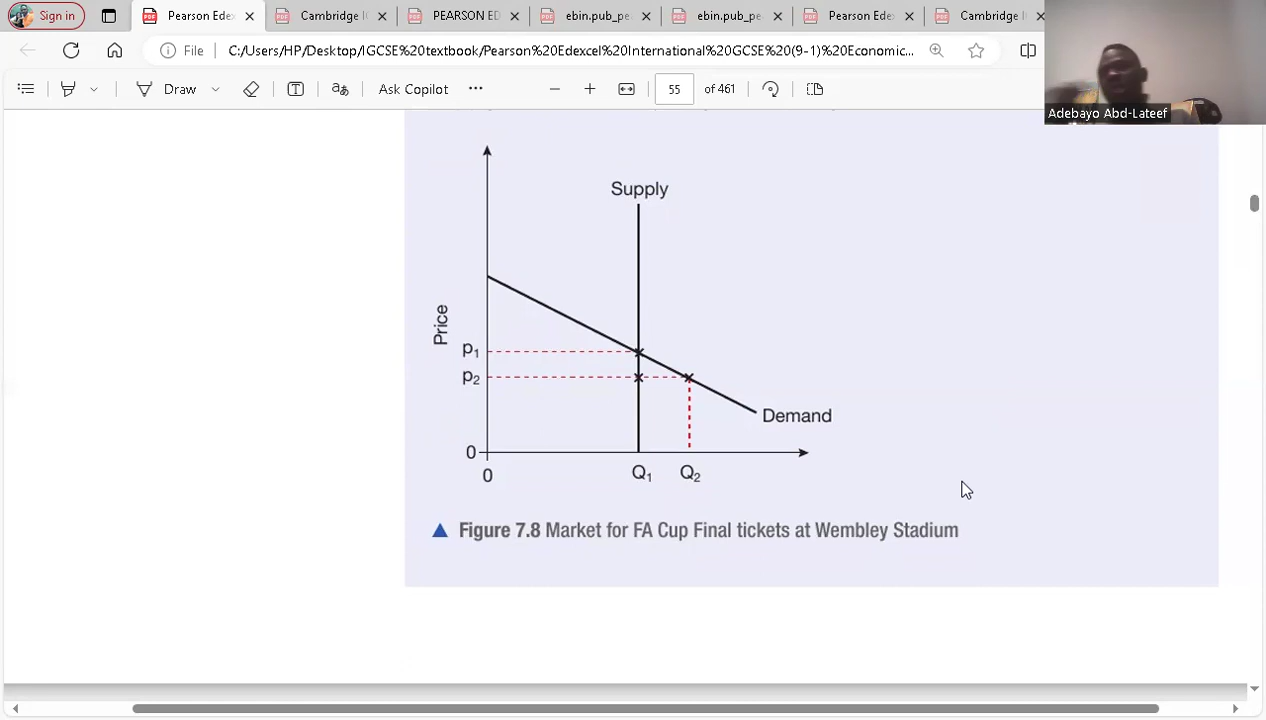 Sign in
Pearson Ede
Cambridge I
PEARSON ED
ebin.pub_pe
ebin.pub_pe
Pearson Ede
Cambridge
File
C:/Users/HP/Desktop/IGCSE%20textbook/Pearson%20Edexcel%20International%20GCSE%20(9-1)%20Economic...
Draw
aあ
Ask Copilot
55
of 461
Adebayo Abd-Lateef
Supply
Price
p1
p2
Demand
0
0
Q1
Q2
Figure 7.8 Market for FA Cup Final tickets at Wembley Stadium